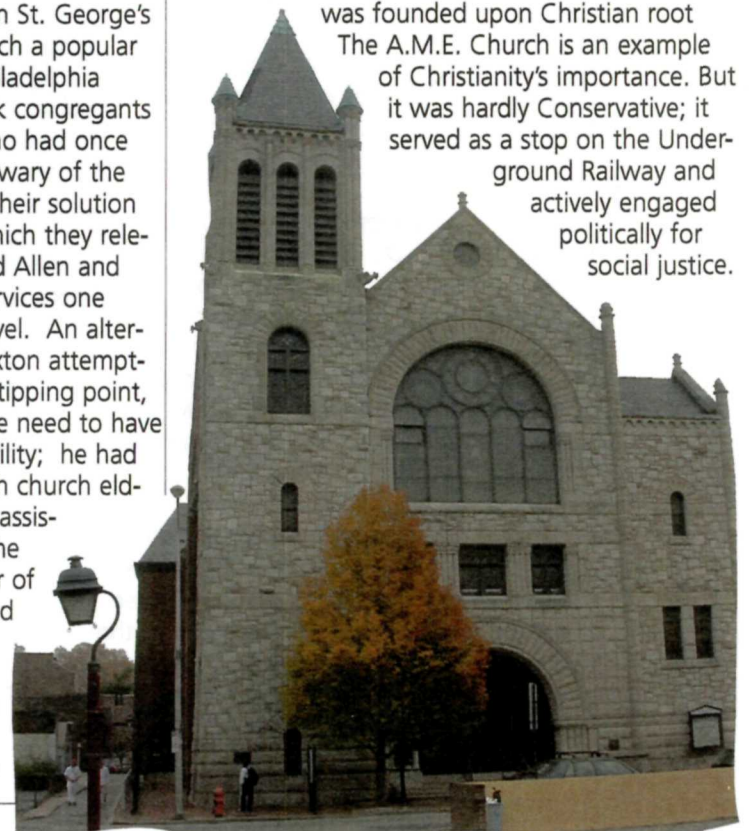 n St. George's
ch a popular
ladelphia
k congregants
no had once
wary of the
heir solution
hich they rele-
d Allen and
rvices one
vel. An alter-
xton attempt-
tipping point,
e need to have
ility; he had
n church eld-
assis-
ne
r of
d
was founded upon Christian root
The A.M.E. Church is an example
of Christianity's importance. But
it was hardly Conservative; it
served as a stop on the Under-
ground Railway and
actively engaged
politically for
social justice.